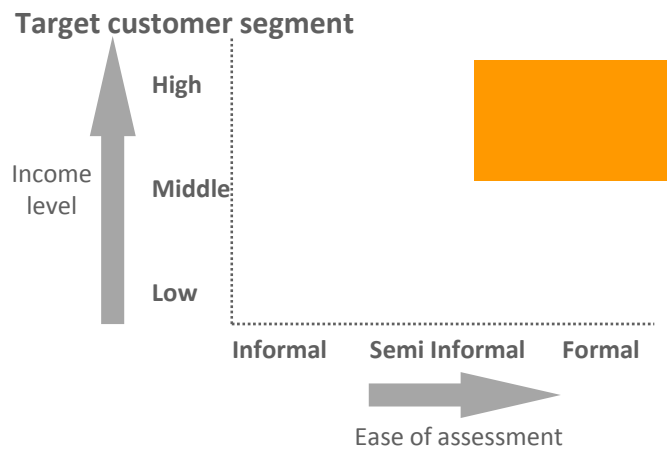 Target customer segment
High
Income
level
Middle
Low
Informal Semi Informal Formal
Ease of assessment